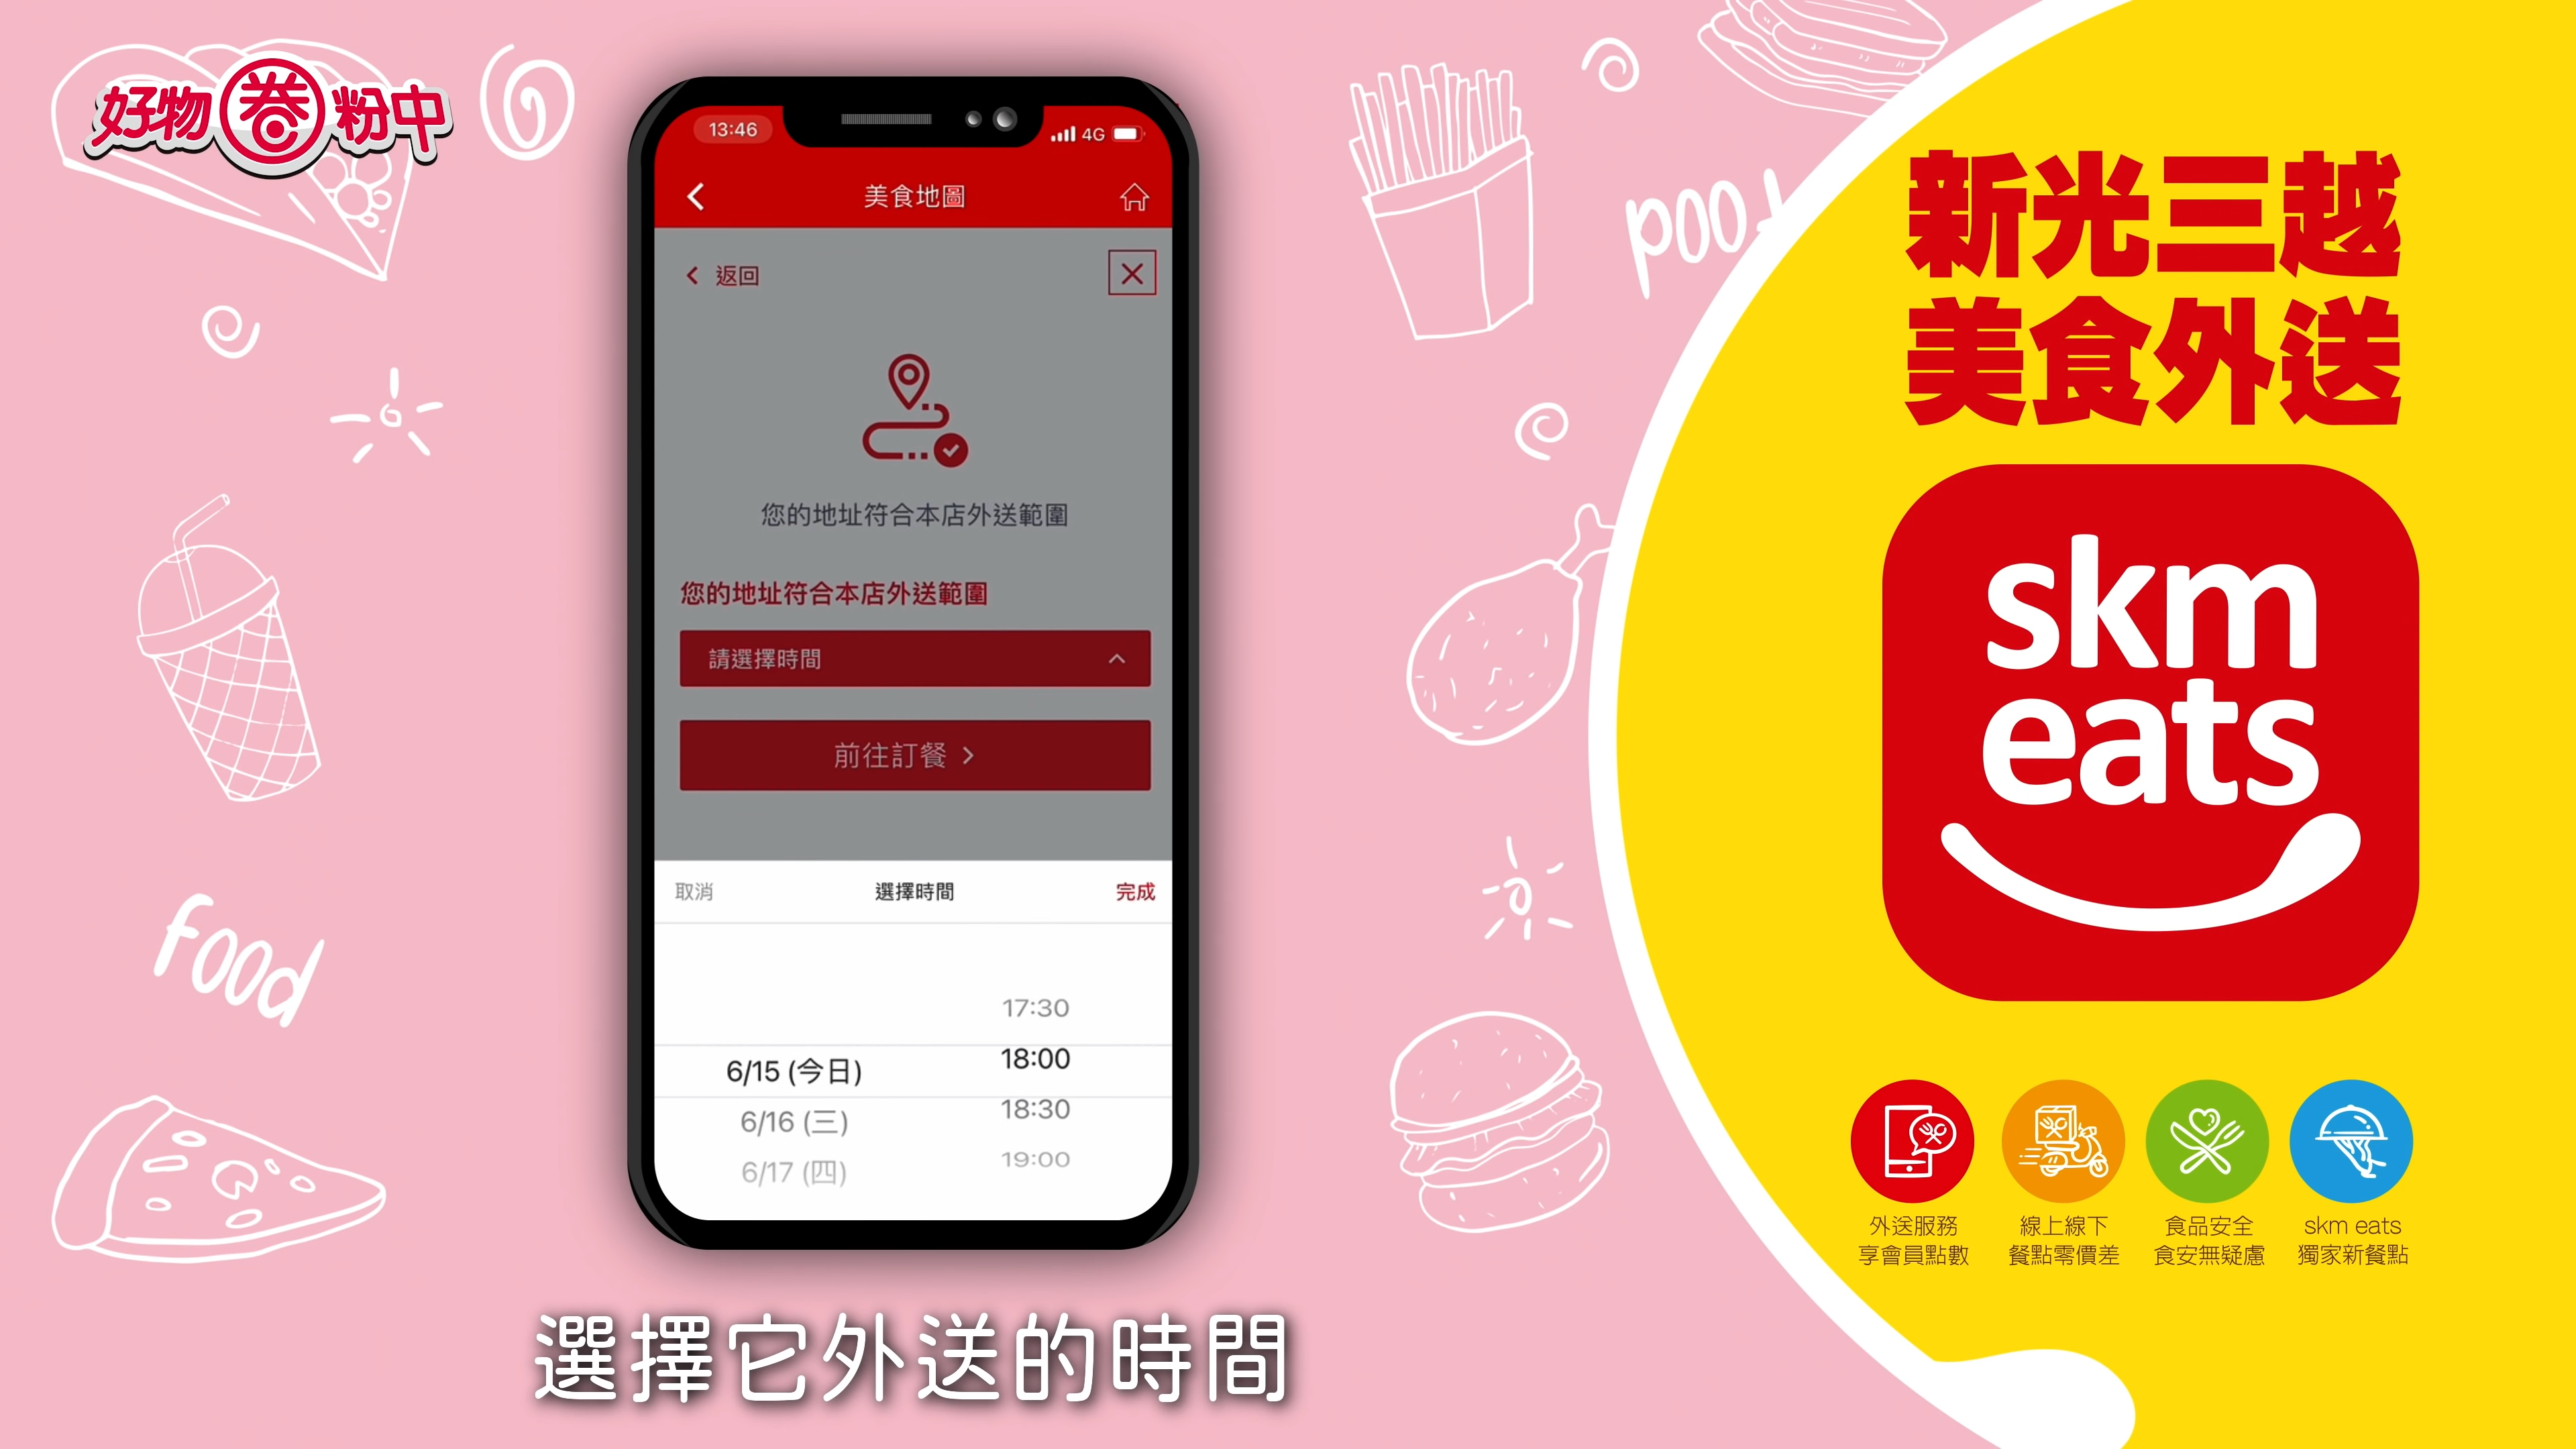 好物圈粉中
13:46
4G
美食地圖
返回
您的地址符合本店外送範圍
您的地址符合本店外送範圍
請選擇時間
前往訂餐
取消 選擇時間 完成
17:30
6/15 (今日) 18:00
6/16 (三) 18:30
6/17 (四) 19:00
選擇它外送的時間
food
food
新光三越
美食外送
skm
eats
外送服務
享會員點數
線上線下
餐點零價差
食品安全
食安無疑慮
skm eats
獨家新餐點